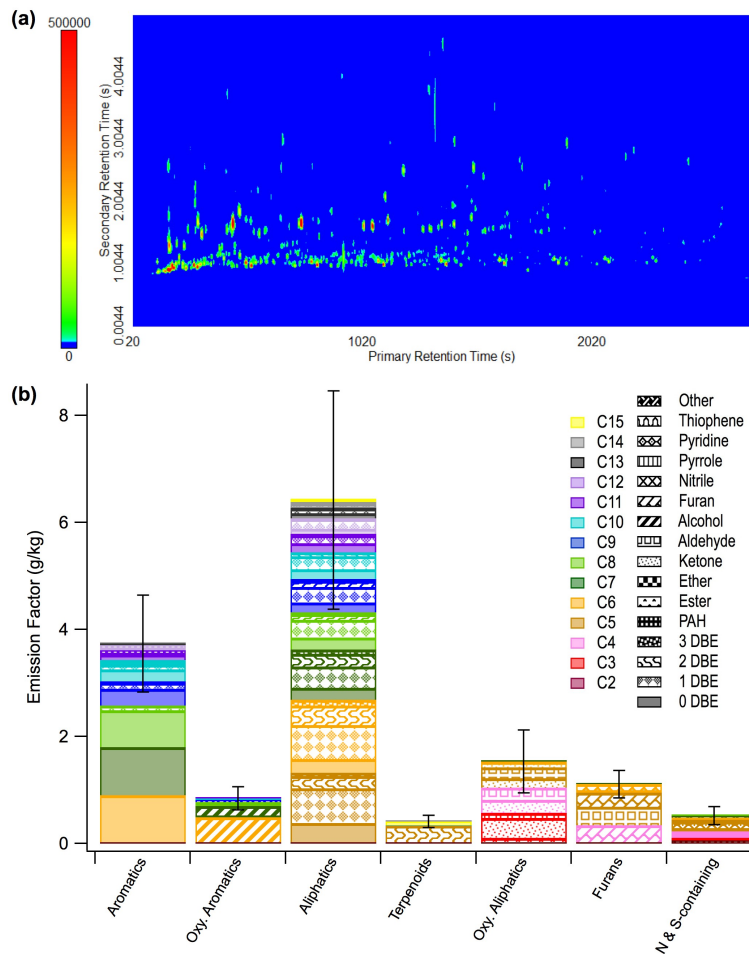 (a)
500000
0
Secondary Retention Time (s)
4.0044
3.0044
2.0044
1.0044
0.0044
20
1020
2020
Primary Retention Time (s)
(b)
Emission Factor (g/kg)
8
6
4
2
0
C15
C14
C13
C12
C11
C10
C9
C8
C7
C6
C5
C4
C3
C2
Other
Thiophene
Pyridine
Pyrrole
Nitrile
Furan
Alcohol
Aldehyde
Ketone
Ether
Ester
PAH
3 DBE
2 DBE
1 DBE
0 DBE
Aromatics
Oxy. Aromatics
Aliphatics
Terpenoids
Oxy. Aliphatics
Furans
N & S-containing